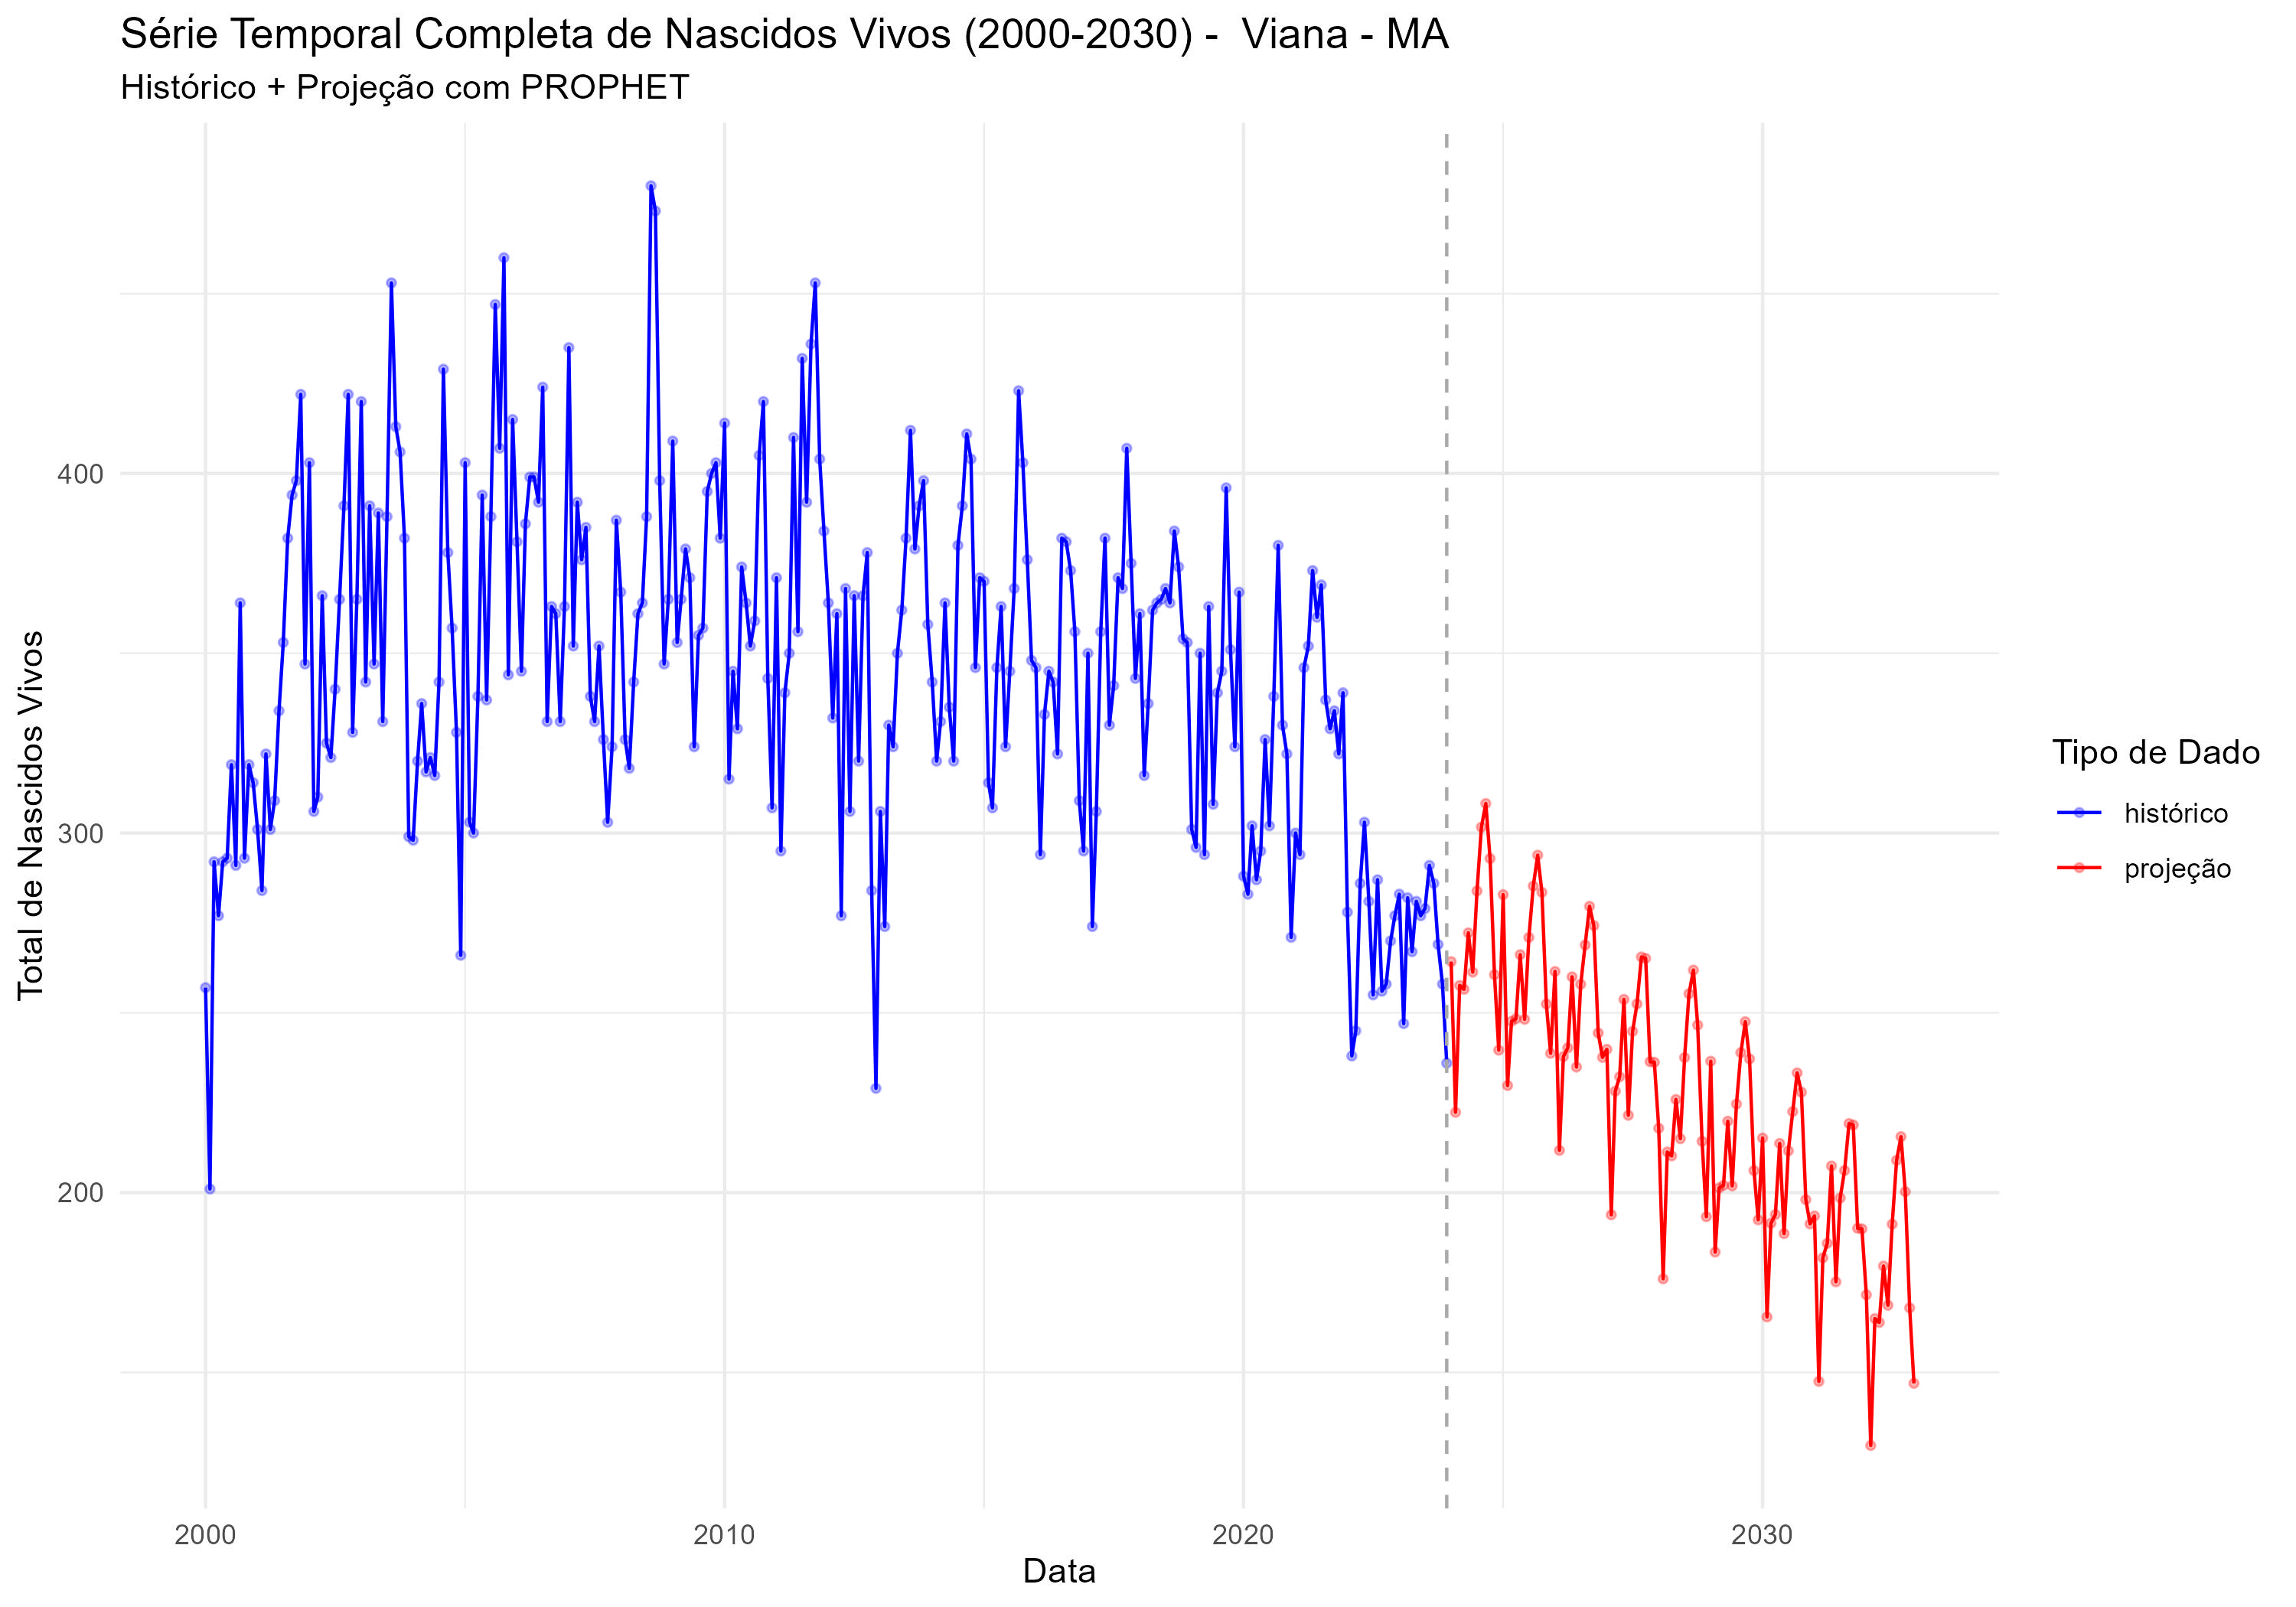 Série Temporal Completa de Nascidos Vivos (2000-2030) -  Viana - MA
Histórico + Projeção com PROPHET
Total de Nascidos Vivos
400
300
200
2000
2010
2020
2030
Data
Tipo de Dado
histórico
projeção